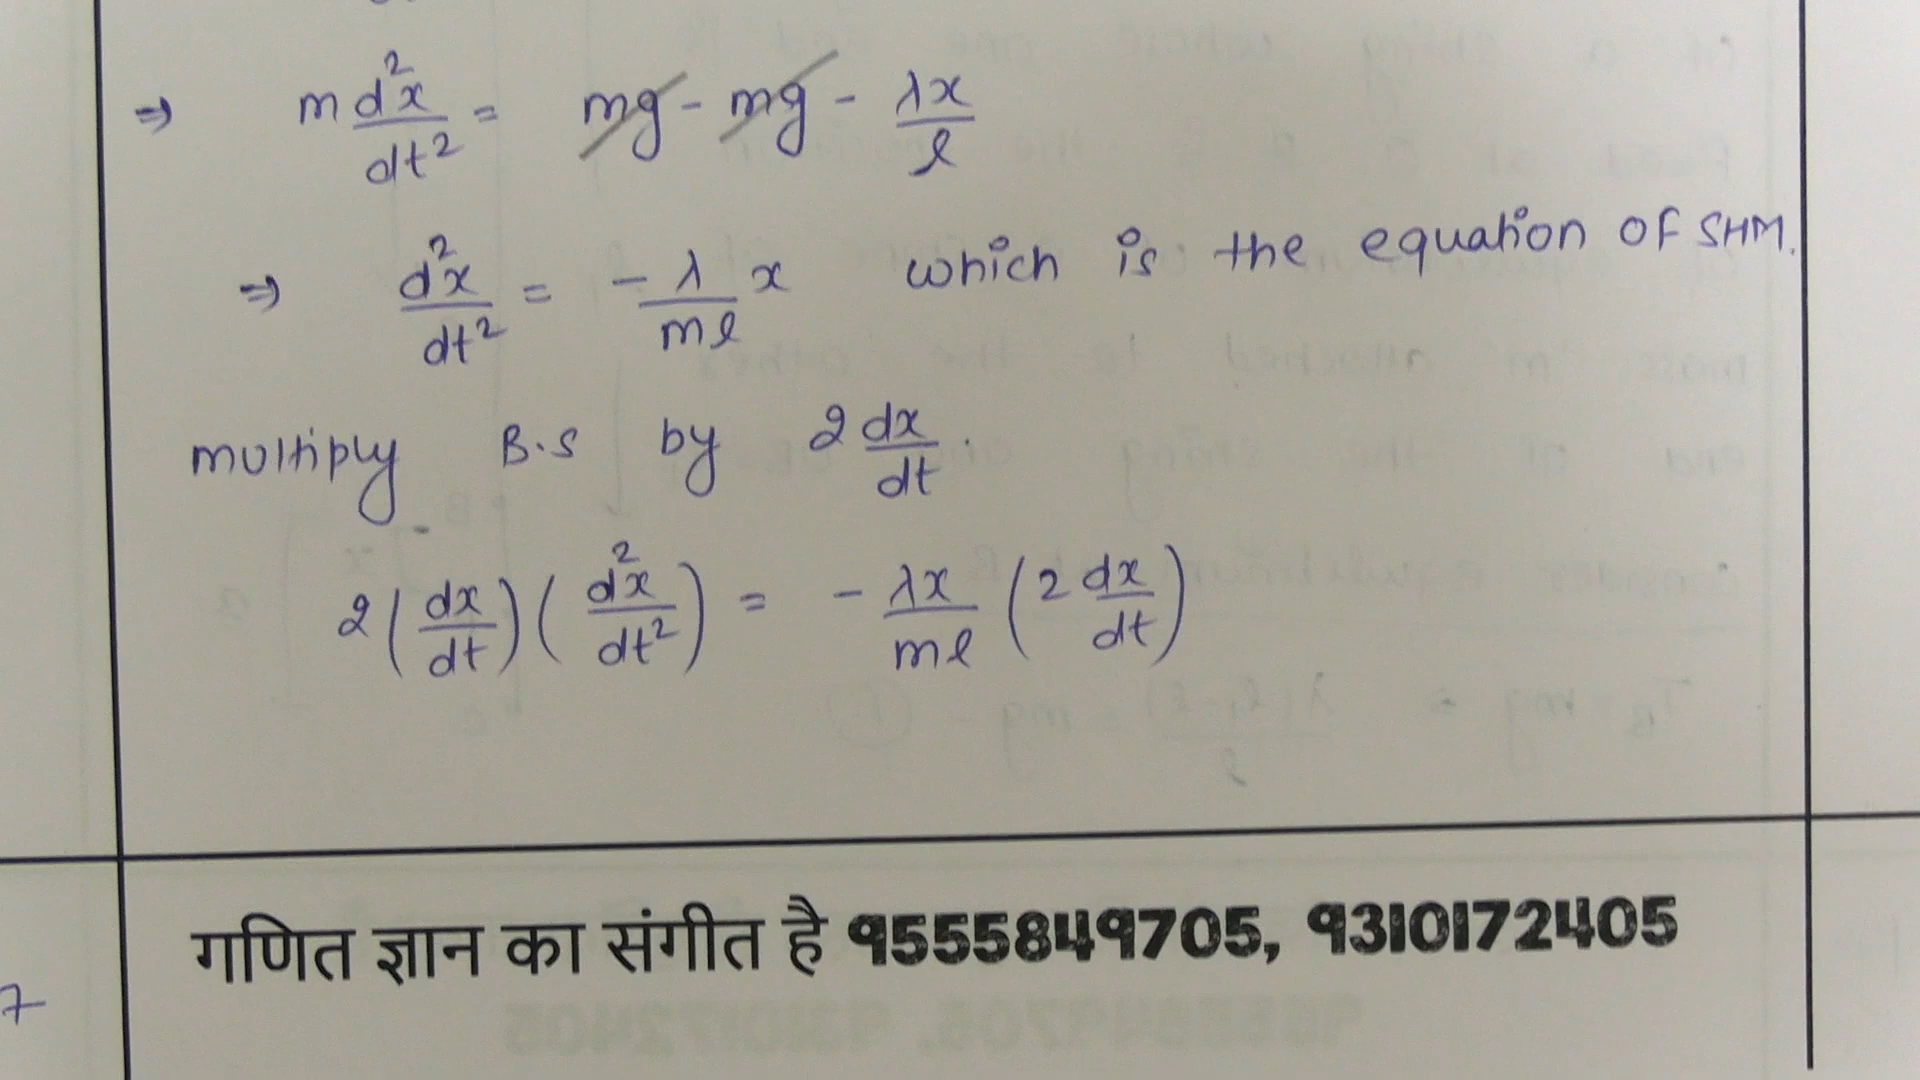 ⇒ m d²x/dt² = mg - mg - λx/l
⇒ d²x/dt² = - λ/ml x which is the equation of SHM.
multiply B.S by 2 dx/dt.
2 (dx/dt) (d²x/dt²) = - λx/ml (2 dx/dt)
गणित ज्ञान का संगीत है 9555849705, 9310172405
7